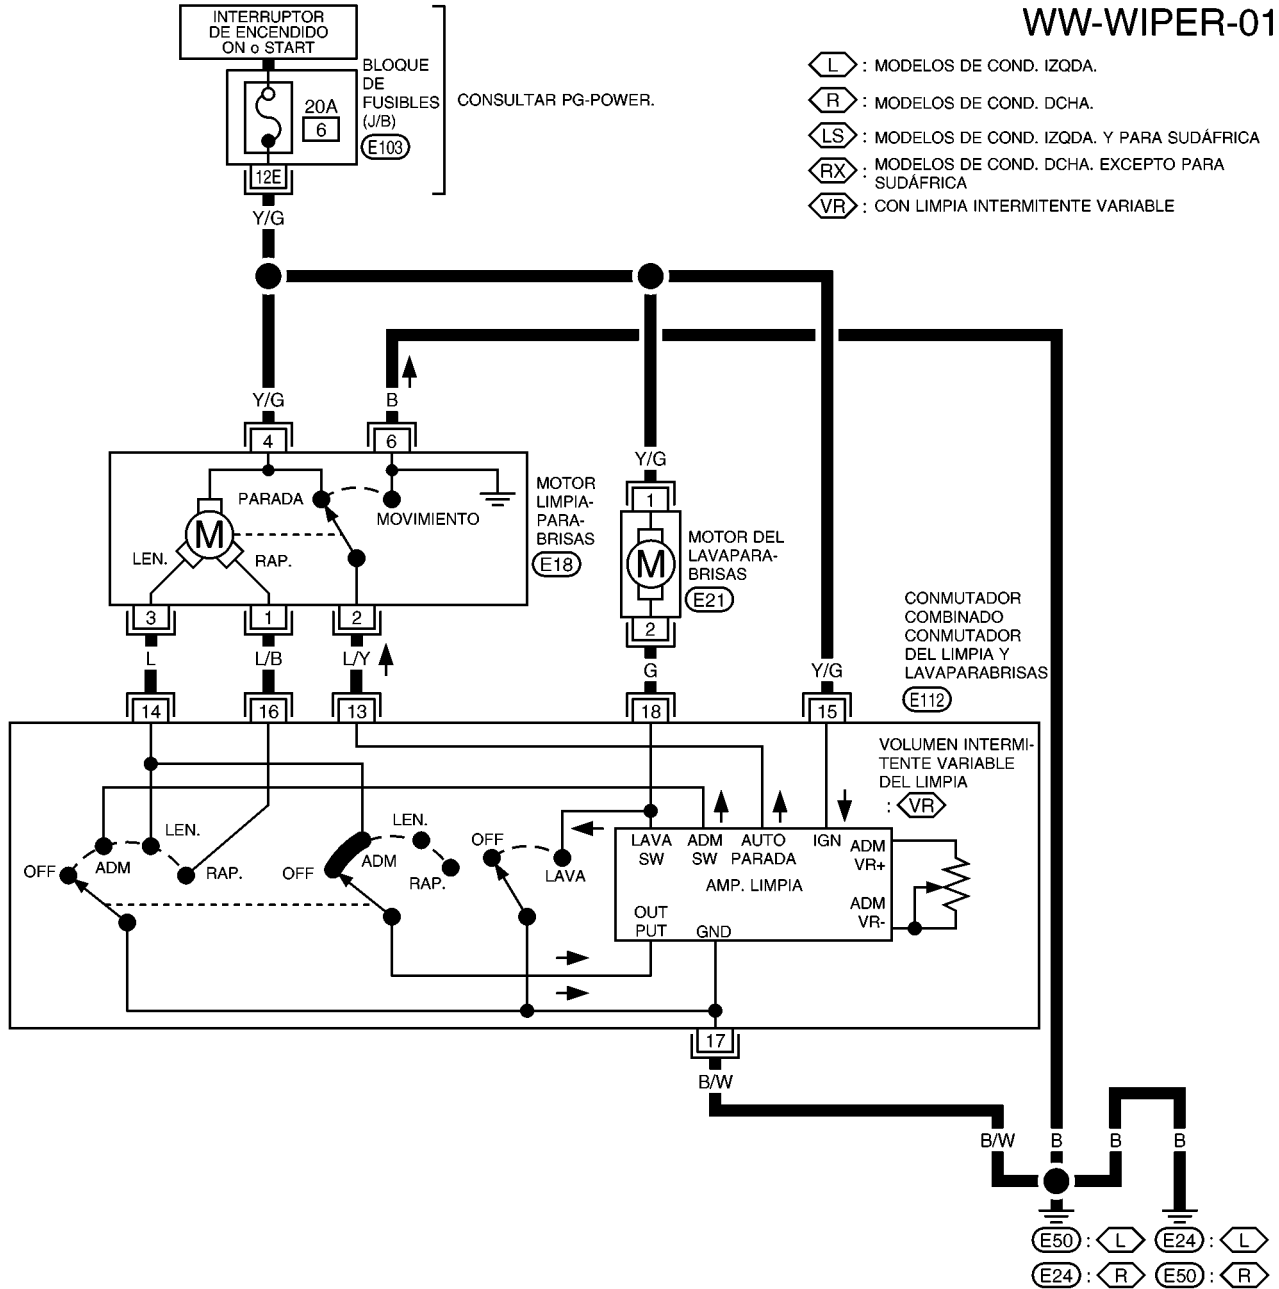 WW-WIPER-01
INTERRUPTOR
DE ENCENDIDO
ON o START
BLOQUE
DE
FUSIBLES
(J/B)
E103
20A
6
12E
CONSULTAR PG-POWER.
L : MODELOS DE COND. IZQDA.
R : MODELOS DE COND. DCHA.
LS : MODELOS DE COND. IZQDA. Y PARA SUDÁFRICA
RX : MODELOS DE COND. DCHA. EXCEPTO PARA
SUDÁFRICA
VR : CON LIMPIA INTERMITENTE VARIABLE
Y/G
Y/G
B
4
6
PARADA
MOVIMIENTO
M
LEN.
RAP.
MOTOR
LIMPIA-
PARA-
BRISAS
E18
Y/G
1
M
2
MOTOR DEL
LAVAPARA-
BRISAS
E21
3
1
2
L
L/B
L/Y
G
Y/G
CONMUTADOR
COMBINADO
CONMUTADOR
DEL LIMPIA Y
LAVAPARABRISAS
E112
14
16
13
18
15
VOLUMEN INTERMI-
TENTE VARIABLE
DEL LIMPIA
: VR
OFF
ADM
LEN.
RAP.
OFF
ADM
LEN.
RAP.
OFF
LAVA
LAVA
SW
ADM
SW
AUTO
PARADA
IGN
ADM
VR+
AMP. LIMPIA
ADM
VR-
OUT
PUT
GND
17
B/W
B/W
B
B
B
E50 : L
E24 : L
E24 : R
E50 : R